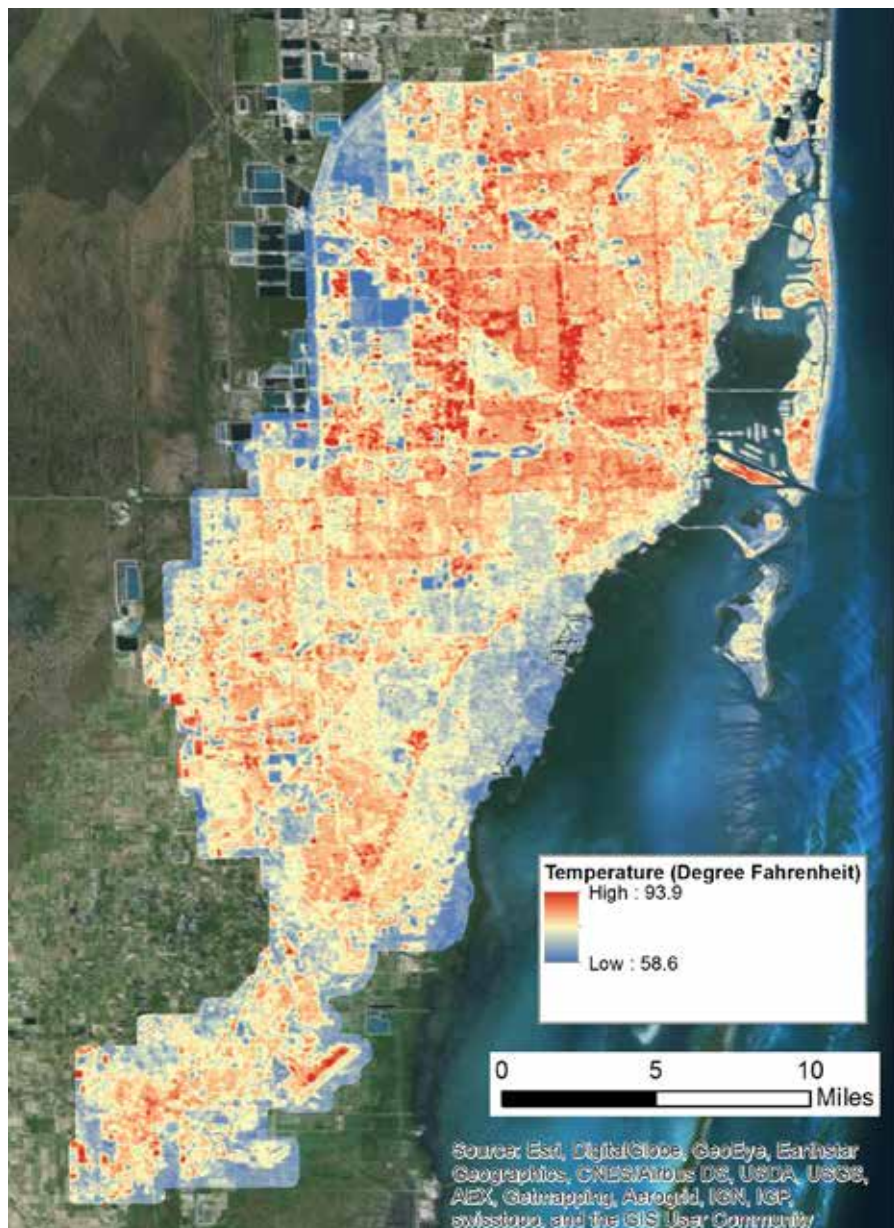 Temperature (Degree Fahrenheit)
High : 93.9
Low : 58.6
0 5 10
Miles
Source: Esri, DigitalGlobe, GeoEye, Earthstar
Geographics, CNES/Airbus DS, USDA, USGS,
AEX, Getmapping, Aerogrid, IGN, IGP,
swisstopo, and the GIS User Community